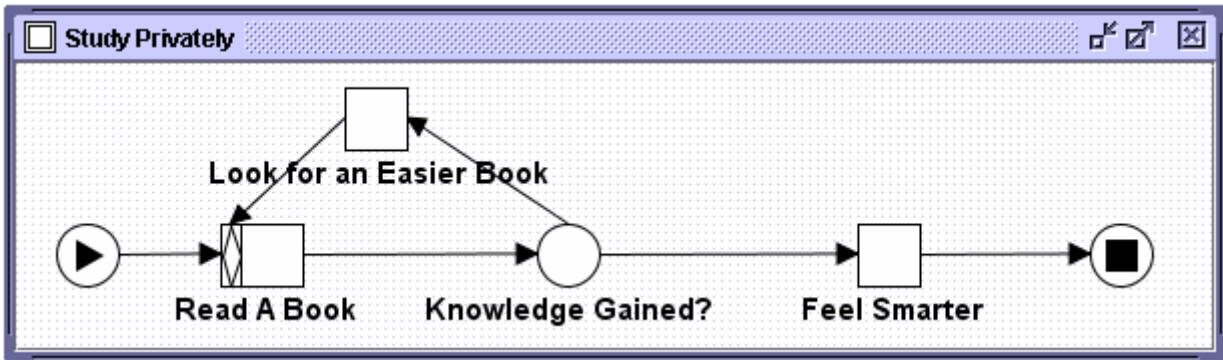 Study Privately
Look for an Easier Book
Read A Book
Knowledge Gained?
Feel Smarter